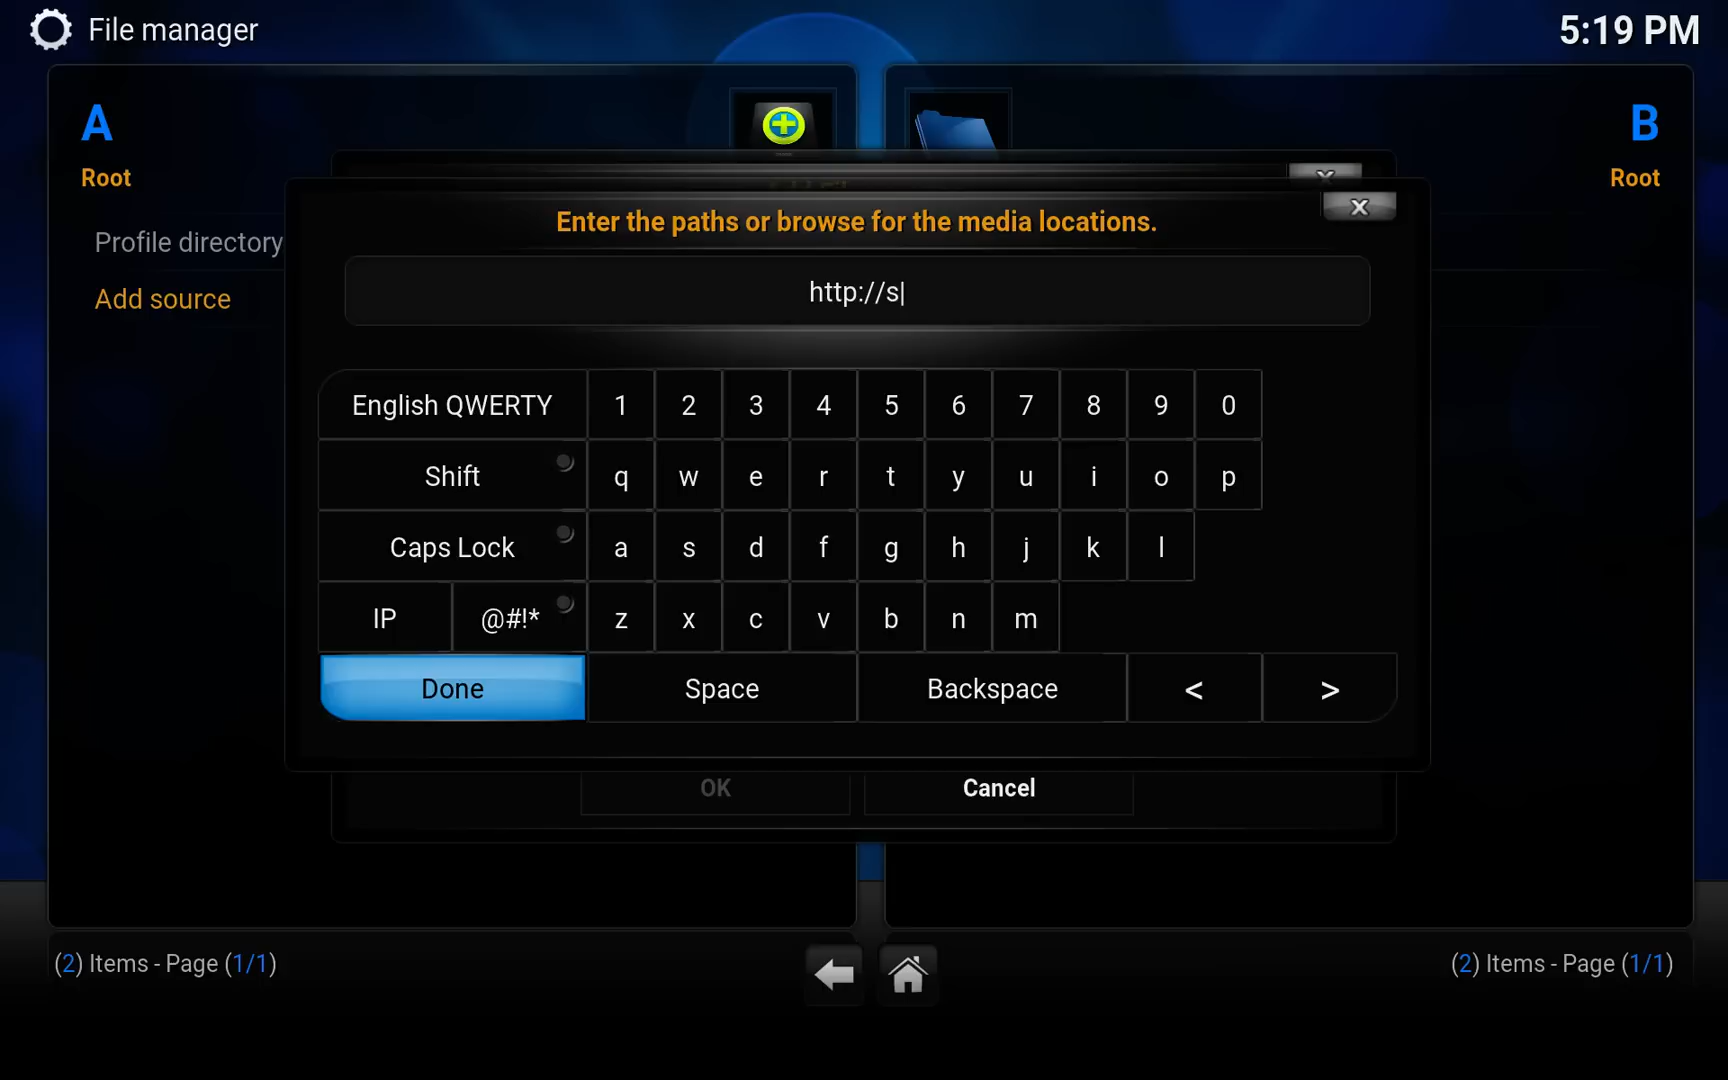 File manager
5:19 PM
A
B
Root
Root
Profile directory
Add source
Enter the paths or browse for the media locations.
http://s
English QWERTY 1 2 3 4 5 6 7 8 9 0
Shift q w e r t y u i o p
Caps Lock a s d f g h j k l
IP @#!* z x c v b n m
Done Space Backspace < >
OK Cancel
(2) Items - Page (1/1)
(2) Items - Page (1/1)